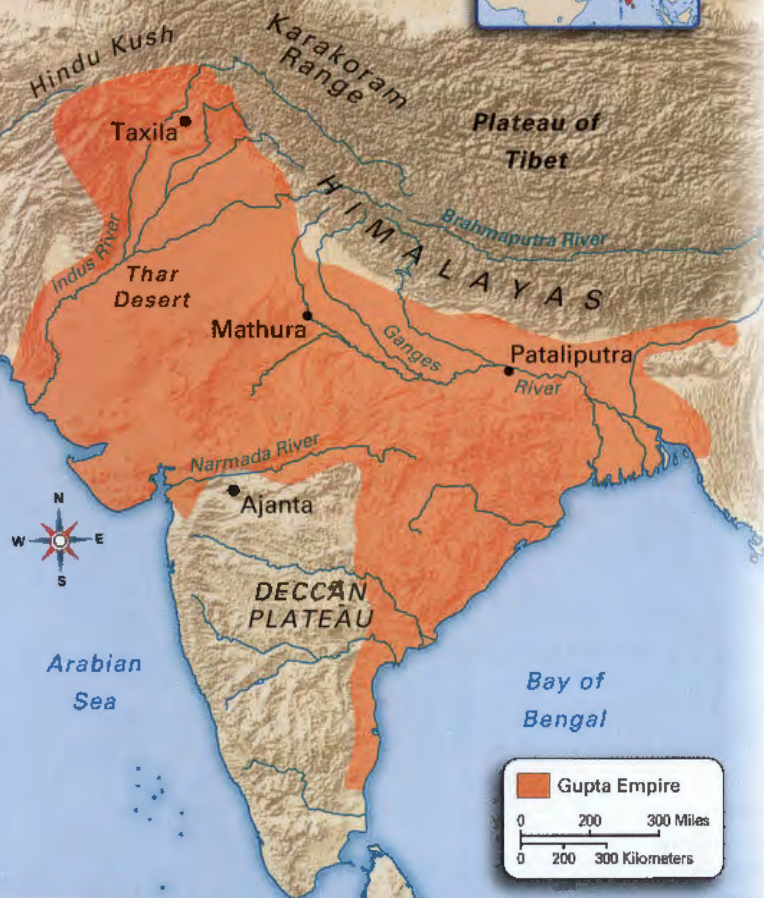 Hindu Kush
Karakoram
Range
Taxila
Plateau of
Tibet
HIMALAYAS
Brahmaputra River
Indus River
Thar
Desert
Mathura
Ganges
Pataliputra
River
Narmada River
Ajanta
N
W
E
S
DECCAN
PLATEAU
Arabian
Sea
Bay of
Bengal
Gupta Empire
0 200 300 Miles
0 200 300 Kilometers